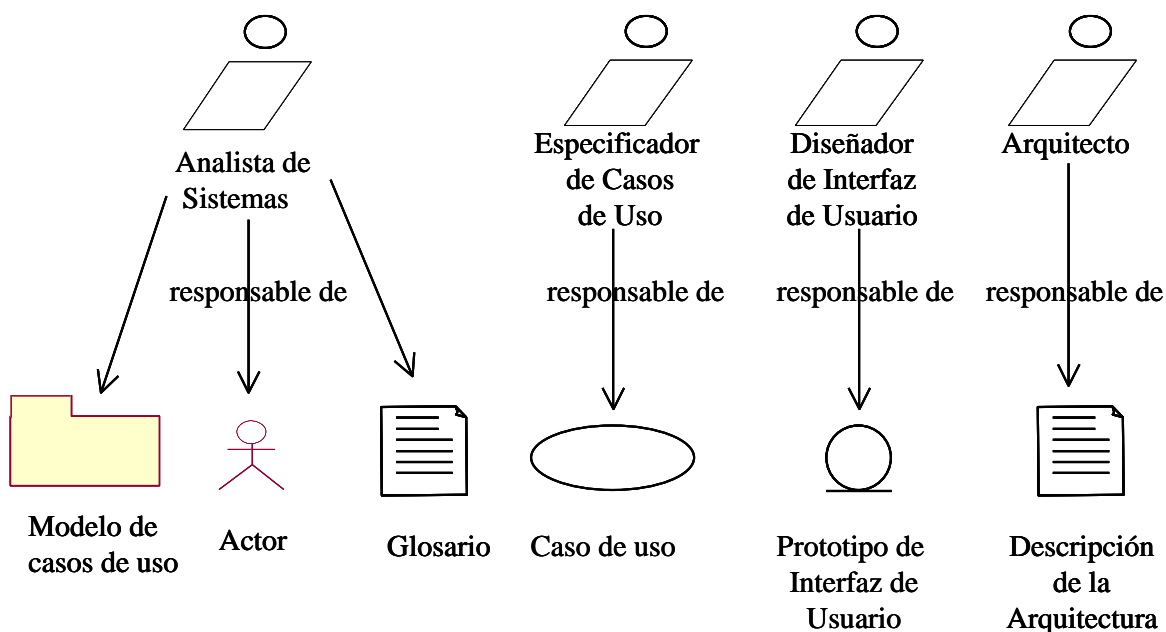 Analista de
Sistemas
Especificador
de Casos
de Uso
Diseñador
de Interfaz
de Usuario
Arquitecto
responsable de
responsable de
responsable de
responsable de
Modelo de
casos de uso
Actor
Glosario
Caso de uso
Prototipo de
Interfaz de
Usuario
Descripción
de la
Arquitectura